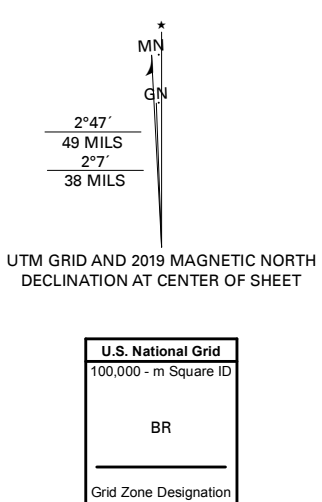 ★
MN
GN
2°47´
49 MILS
2°7´
38 MILS
UTM GRID AND 2019 MAGNETIC NORTH
DECLINATION AT CENTER OF SHEET
U.S. National Grid
100,000 - m Square ID
BR
Grid Zone Designation